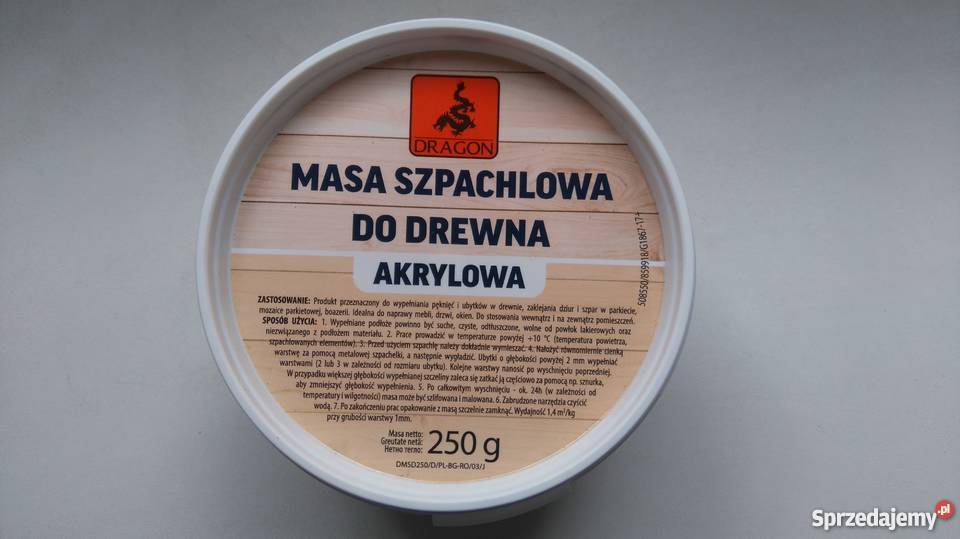 DRAGON
MASA SZPACHLOWA
DO DREWNA
AKRYLOWA
ZASTOSOWANIE: Produkt przeznaczony do wypełniania pęknięć i ubytków w drewnie, zaklejania dziur i szpar w parkiecie,
mozaice parkietowej, boazerii. Idealna do naprawy mebli, drzwi, okien. Do stosowania wewnątrz i na zewnątrz pomieszczeń.
SPOSÓB UŻYCIA: 1. Wypełniane podłoże powinno być suche, czyste, odtłuszczone, wolne od powłok lakierowych oraz
niezwiązanego z podłożem materiału. 2. Prace prowadzić w temperaturze powyżej +10 °C (temperatura powietrza,
szpachlowanych elementów). 3. Przed użyciem szpachlę należy dokładnie wymieszać. 4. Nałożyć równomiernie cienką
warstwę za pomocą metalowej szpachelki, a następnie wygładzić. Ubytki o głębokości powyżej 2 mm wypełniać
warstwami (2 lub 3 w zależności od rozmiaru ubytku). Kolejne warstwy nanosić po wyschnięciu poprzedniej.
W przypadku większej głębokości wypełnianej szczeliny zaleca się zatkać ją częściowo za pomocą np. sznurka,
aby zmniejszyć głębokość wypełnienia. 5. Po całkowitym wyschnięciu - ok. 24h (w zależności od
temperatury i wilgotności) masa może być szlifowana i malowana. 6. Zabrudzone narzędzia czyścić
wodą. 7. Po zakończeniu prac opakowanie z masą szczelnie zamknąć. Wydajność 1,4 m²/kg
przy grubości warstwy 1mm.
Masa netto:
Greutate netă:
Нетно тегло:
250 g
DMSD250/D/PL-BG-RO/03/J
508550/859918/G1867-17+
Sprzedajemy.pl